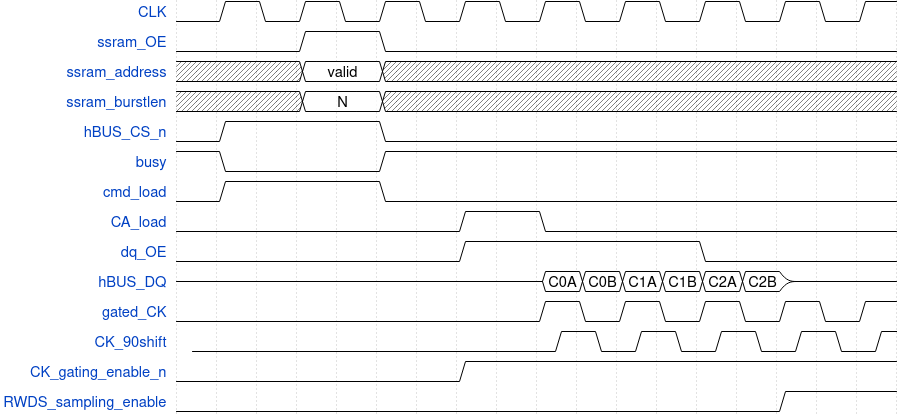 CLK
ssram_OE
ssram_address valid
ssram_burstlen N
hBUS_CS_n
busy
cmd_load
CA_load
dq_OE
hBUS_DQ C0A C0B C1A C1B C2A C2B
gated_CK
CK_90shift
CK_gating_enable_n
RWDS_sampling_enable